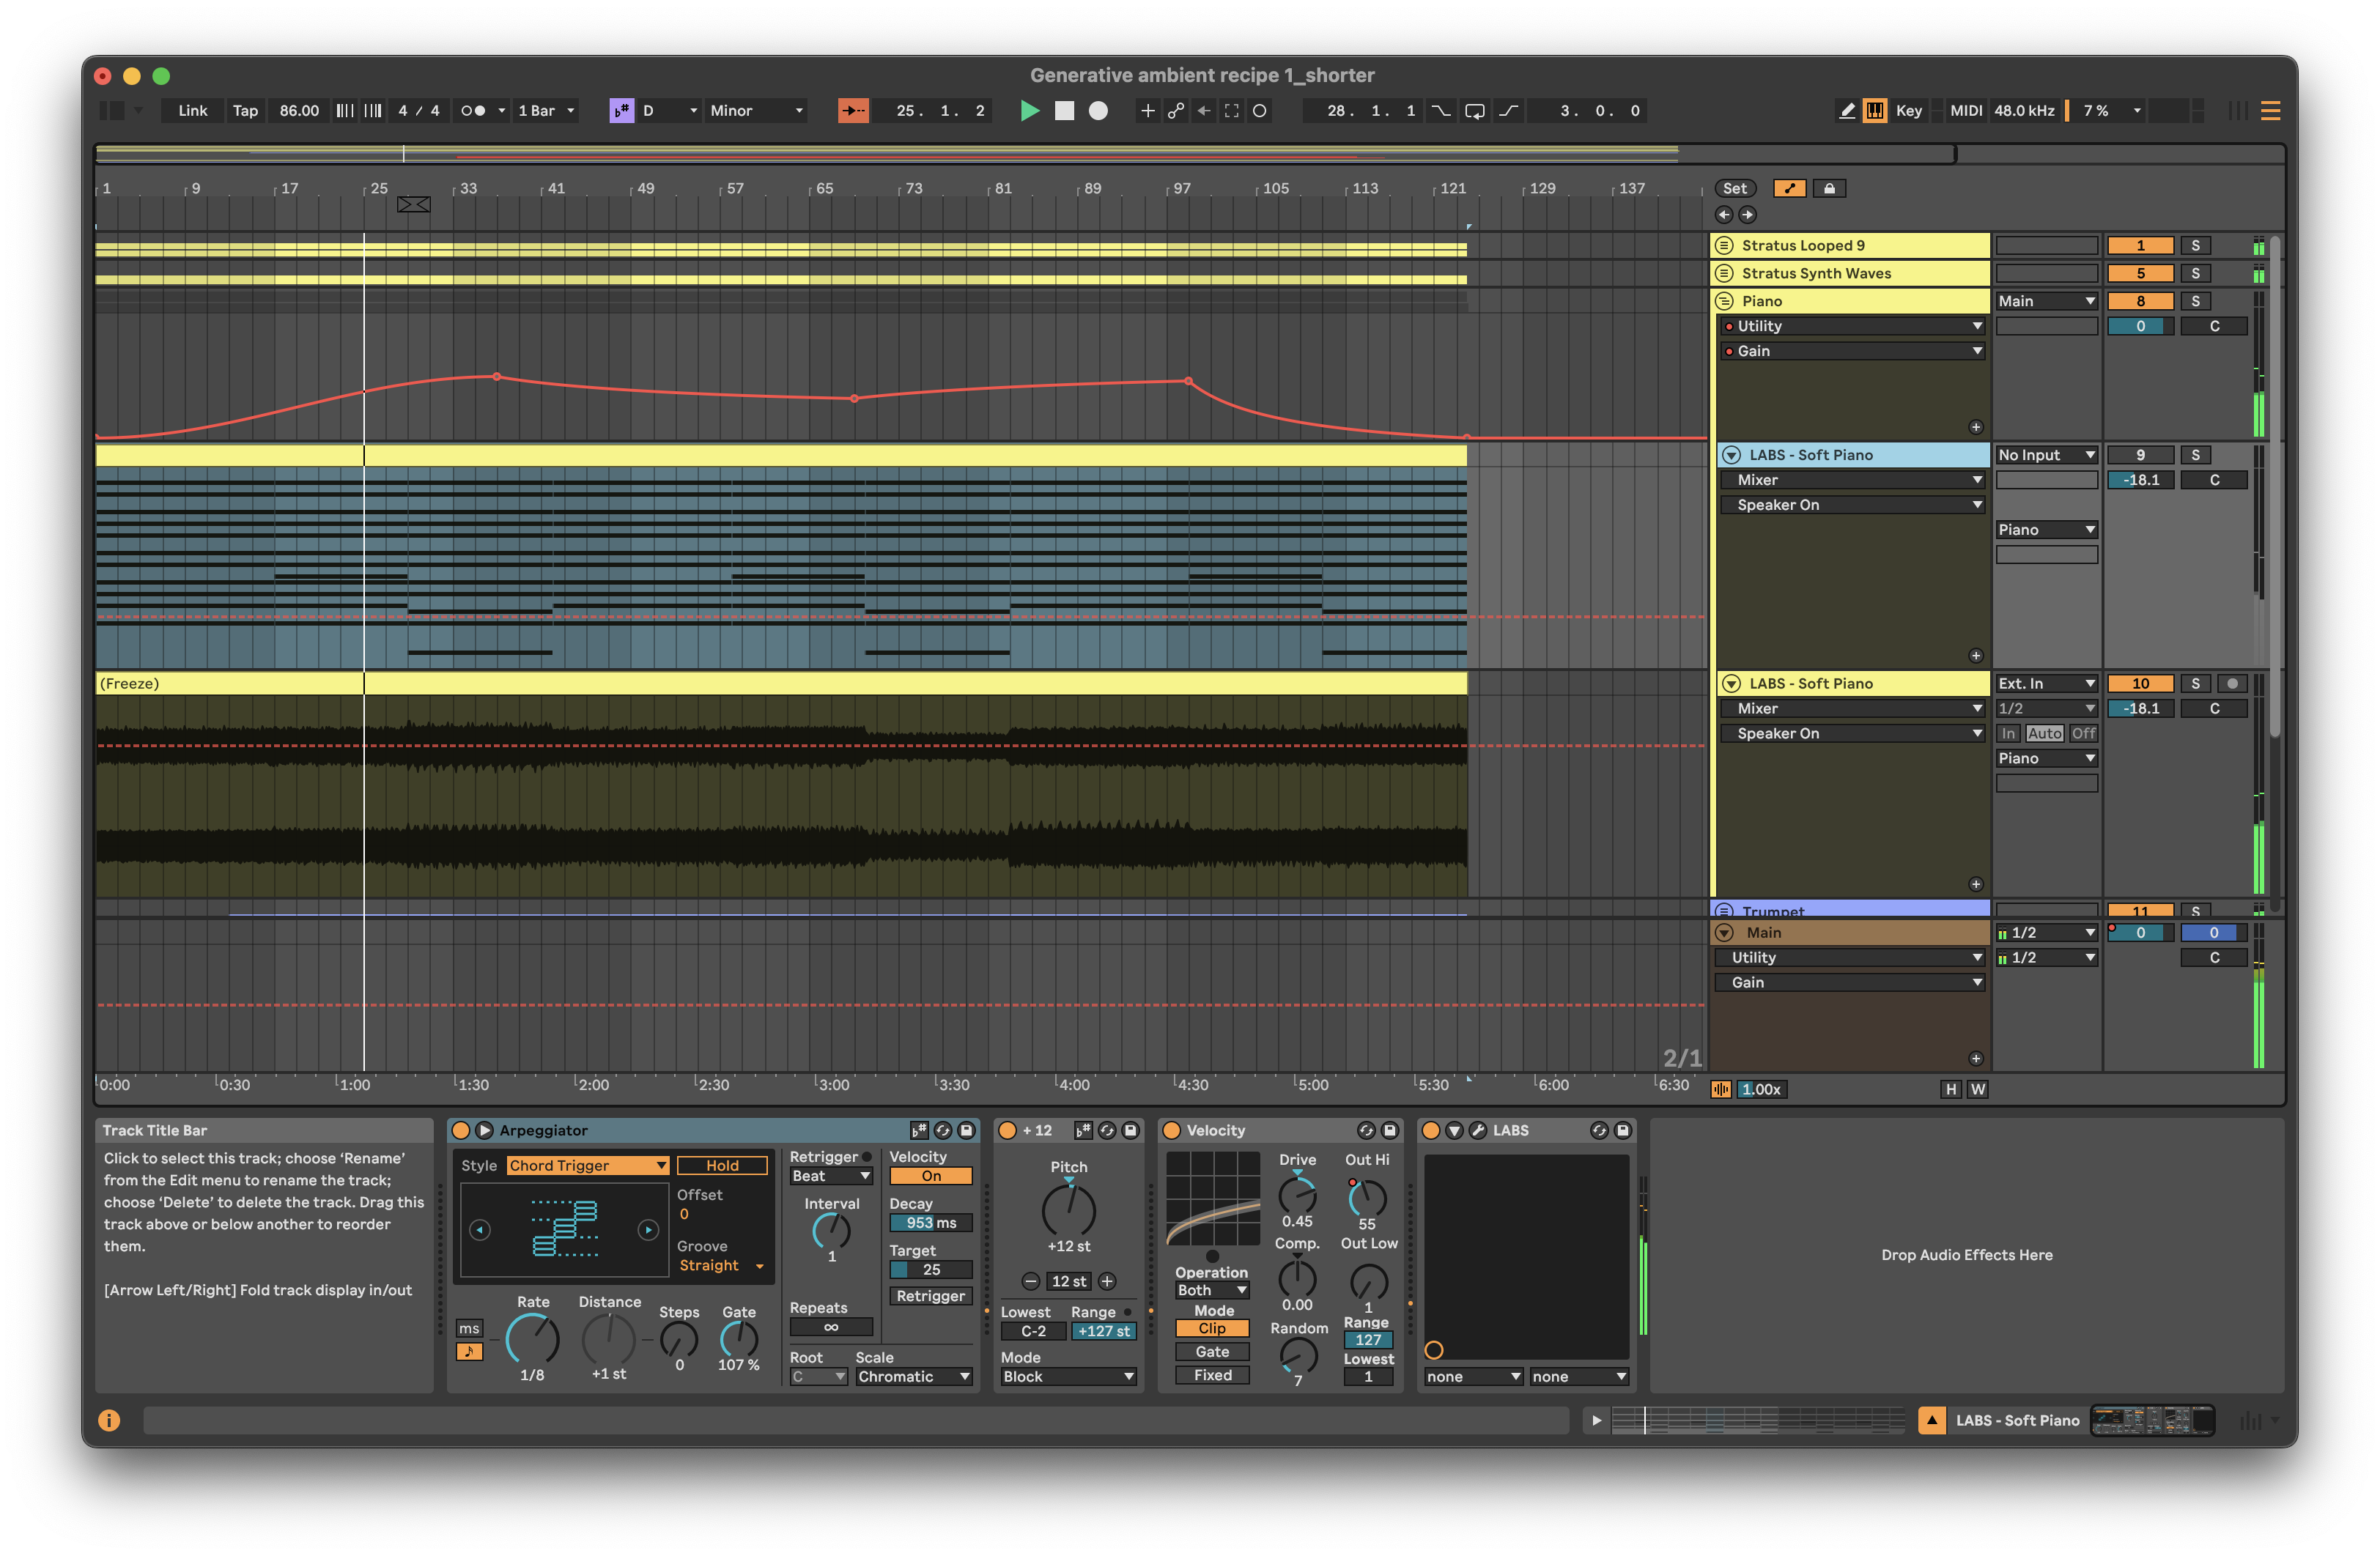 Generative ambient recipe 1_shorter
Link Tap 86.00 4 / 4 1 Bar D Minor 25. 1. 2 28. 1. 1 3. 0. 0 Key MIDI 48.0 kHz 7 %
1 9 17 25 33 41 49 57 65 73 81 89 97 105 113 121 129 137 Set
Stratus Looped 9 1 S
Stratus Synth Waves 5 S
Piano Main 8 S
Utility 0 C
Gain
LABS - Soft Piano No Input 9 S
Mixer -18.1 C
Speaker On
Piano
(Freeze) LABS - Soft Piano Ext. In 10 S
Mixer 1/2 -18.1 C
Speaker On In Auto Off
Piano
Trumpet 11 S
Main 1/2 0 0
Utility 1/2 C
Gain
2/1
0:00 0:30 1:00 1:30 2:00 2:30 3:00 3:30 4:00 4:30 5:00 5:30 6:00 6:30 1.00x H W
Track Title Bar
Click to select this track; choose ‘Rename’
from the Edit menu to rename the track;
choose ‘Delete’ to delete the track. Drag this
track above or below another to reorder
them.
[Arrow Left/Right] Fold track display in/out
Arpeggiator
Style Chord Trigger Hold
Offset
0
Groove
Straight
ms
Rate
1/8
Distance
+1 st
Steps
0
Gate
107 %
Retrigger
Beat
Interval
1
Repeats
∞
Root
C
Scale
Chromatic
Velocity
On
Decay
953 ms
Target
25
Retrigger
+ 12
Pitch
+12 st
12 st
Lowest Range
C-2 +127 st
Mode
Block
Velocity
Operation
Both
Mode
Clip
Gate
Fixed
Drive
0.45
Comp.
0.00
Random
7
Out Hi
55
Out Low
1
Range
127
Lowest
1
LABS
none none
Drop Audio Effects Here
LABS - Soft Piano